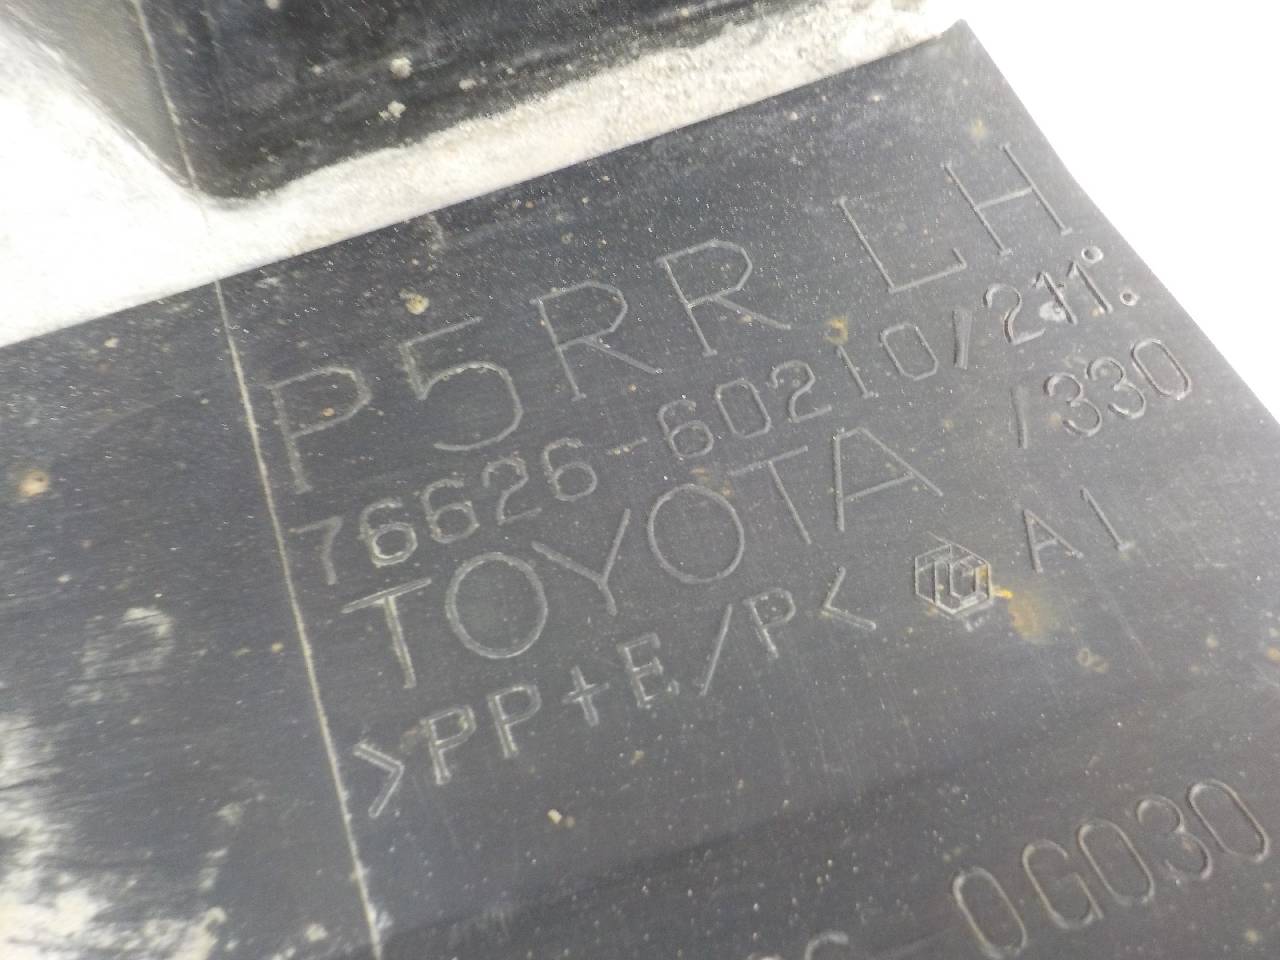 P5RR LH
76626-60210/211
/330
TOYOTA
>PP+E/P< A1
-0G030